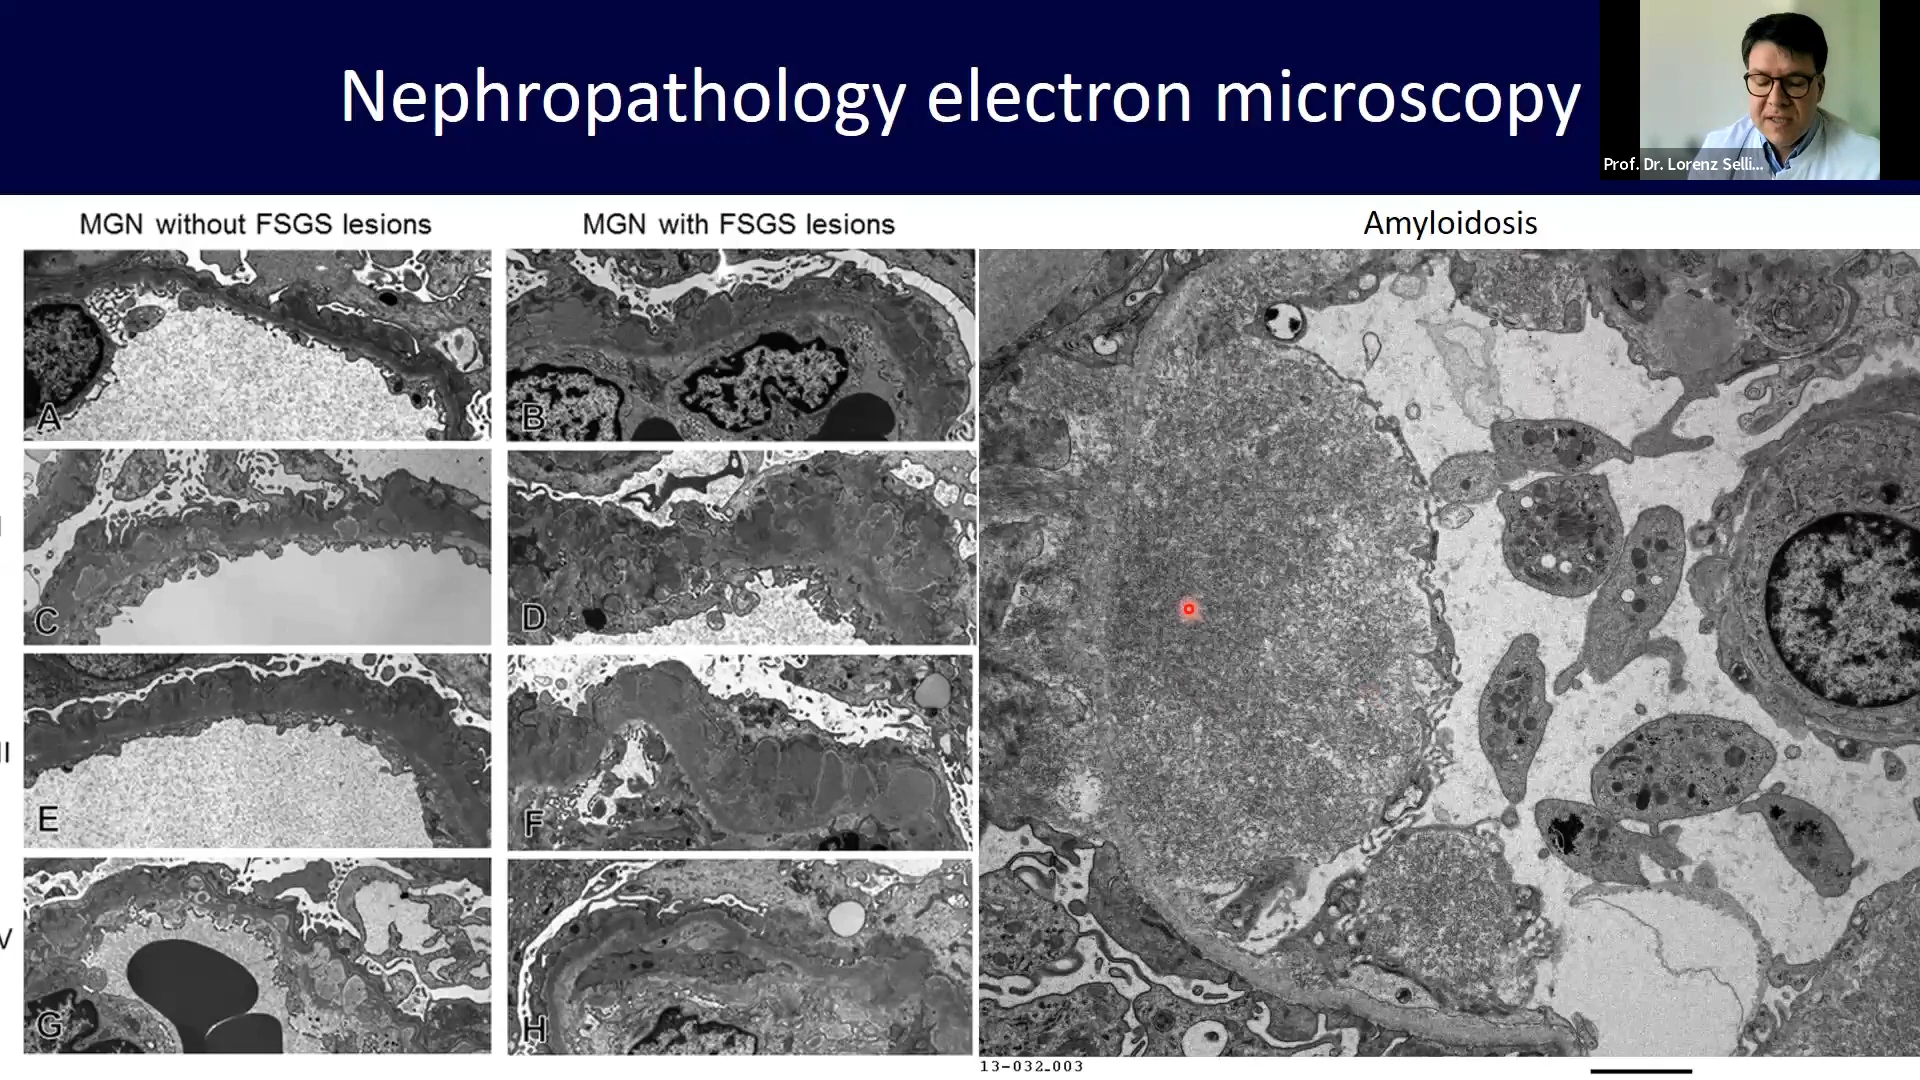 Nephropathology electron microscopy
Prof. Dr. Lorenz Selli...
MGN without FSGS lesions
MGN with FSGS lesions
Amyloidosis
A
B
C
D
E
F
G
H
13-032.003